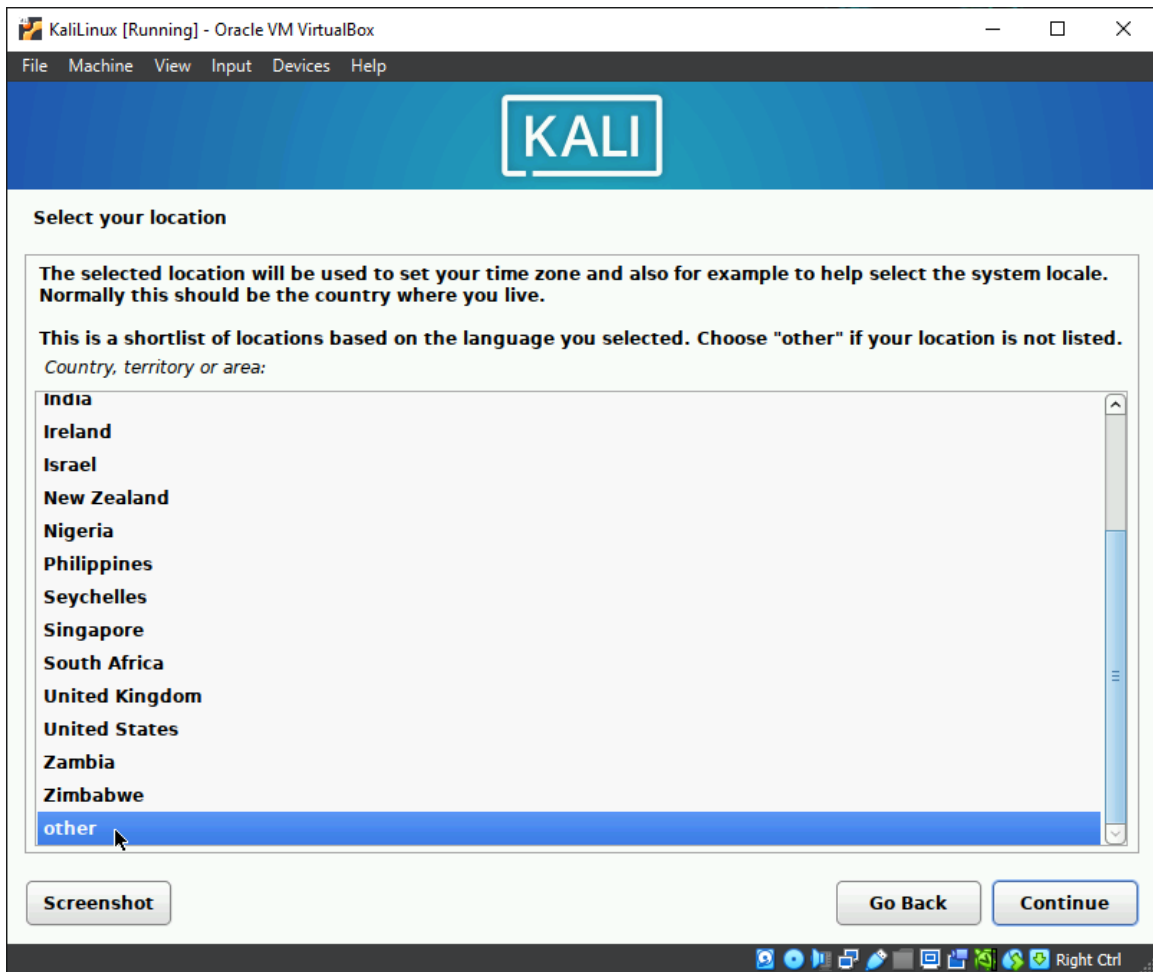 KaliLinux [Running] - Oracle VM VirtualBox
File Machine View Input Devices Help
KALI
Select your location
The selected location will be used to set your time zone and also for example to help select the system locale.
Normally this should be the country where you live.
This is a shortlist of locations based on the language you selected. Choose "other" if your location is not listed.
Country, territory or area:
India
Ireland
Israel
New Zealand
Nigeria
Philippines
Seychelles
Singapore
South Africa
United Kingdom
United States
Zambia
Zimbabwe
other
Screenshot Go Back Continue
Right Ctrl